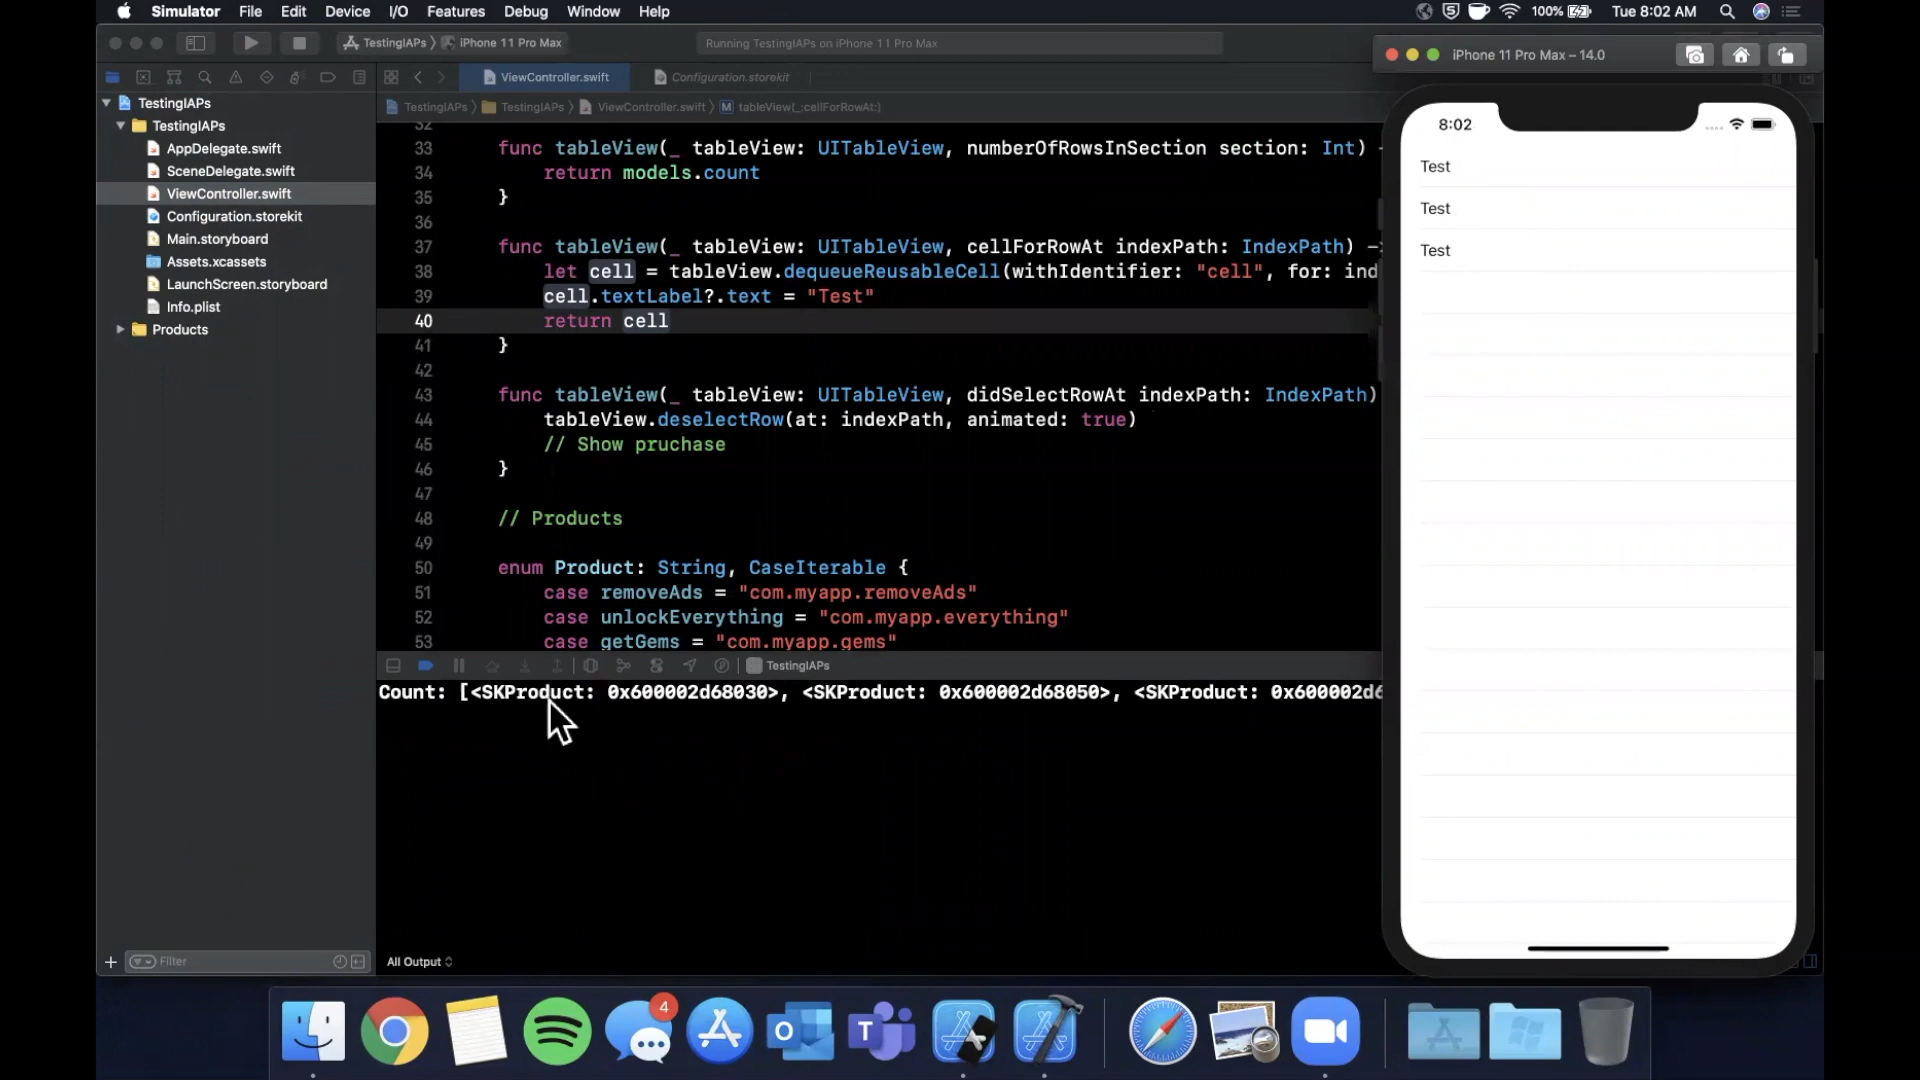 Simulator File Edit Device I/O Features Debug Window Help
5 100% Tue 8:02 AM
TestingIAPs iPhone 11 Pro Max
Running TestingIAPs on iPhone 11 Pro Max
iPhone 11 Pro Max – 14.0
ViewController.swift Configuration.storekit
TestingIAPs TestingIAPs ViewController.swift M tableView(_:cellForRowAt:)
TestingIAPs
TestingIAPs
AppDelegate.swift
SceneDelegate.swift
ViewController.swift
Configuration.storekit
Main.storyboard
Assets.xcassets
LaunchScreen.storyboard
Info.plist
Products
Filter
32
33 func tableView(_ tableView: UITableView, numberOfRowsInSection section: Int)
34 return models.count
35 }
36
37 func tableView(_ tableView: UITableView, cellForRowAt indexPath: IndexPath) -
38 let cell = tableView.dequeueReusableCell(withIdentifier: "cell", for: ind
39 cell.textLabel?.text = "Test"
40 return cell
41 }
42
43 func tableView(_ tableView: UITableView, didSelectRowAt indexPath: IndexPath)
44 tableView.deselectRow(at: indexPath, animated: true)
45 // Show pruchase
46 }
47
48 // Products
49
50 enum Product: String, CaseIterable {
51 case removeAds = "com.myapp.removeAds"
52 case unlockEverything = "com.myapp.everything"
53 case getGems = "com.myapp.gems"
TestingIAPs
Count: [<SKProduct: 0x600002d68030>, <SKProduct: 0x600002d68050>, <SKProduct: 0x600002d6
All Output
8:02
Test
Test
Test
4